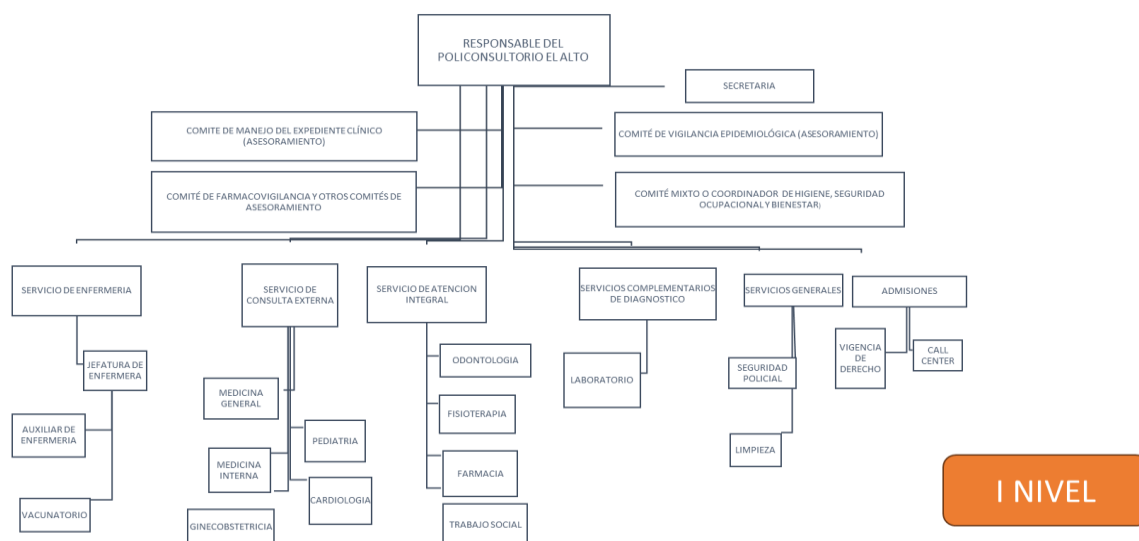 RESPONSABLE DEL
POLICONSULTORIO EL ALTO
SECRETARIA
COMITE DE MANEJO DEL EXPEDIENTE CLÍNICO
(ASESORAMIENTO)
COMITÉ DE VIGILANCIA EPIDEMIOLÓGICA (ASESORAMIENTO)
COMITÉ DE FARMACOVIGILANCIA Y OTROS COMITÉS DE
ASESORAMIENTO
COMITÉ MIXTO O COORDINADOR DE HIGIENE, SEGURIDAD
OCUPACIONAL Y BIENESTAR)
SERVICIO DE ENFERMERIA
SERVICIO DE
CONSULTA EXTERNA
SERVICIO DE ATENCION
INTEGRAL
SERVICIOS COMPLEMENTARIOS
DE DIAGNOSTICO
SERVICIOS GENERALES
ADMISIONES
JEFATURA DE
ENFERMERA
AUXILIAR DE
ENFERMERIA
VACUNATORIO
MEDICINA
GENERAL
PEDIATRIA
MEDICINA
INTERNA
CARDIOLOGIA
GINECOBSTETRICIA
ODONTOLOGIA
FISIOTERAPIA
FARMACIA
TRABAJO SOCIAL
LABORATORIO
SEGURIDAD
POLICIAL
LIMPIEZA
VIGENCIA
DE
DERECHO
CALL
CENTER
I NIVEL